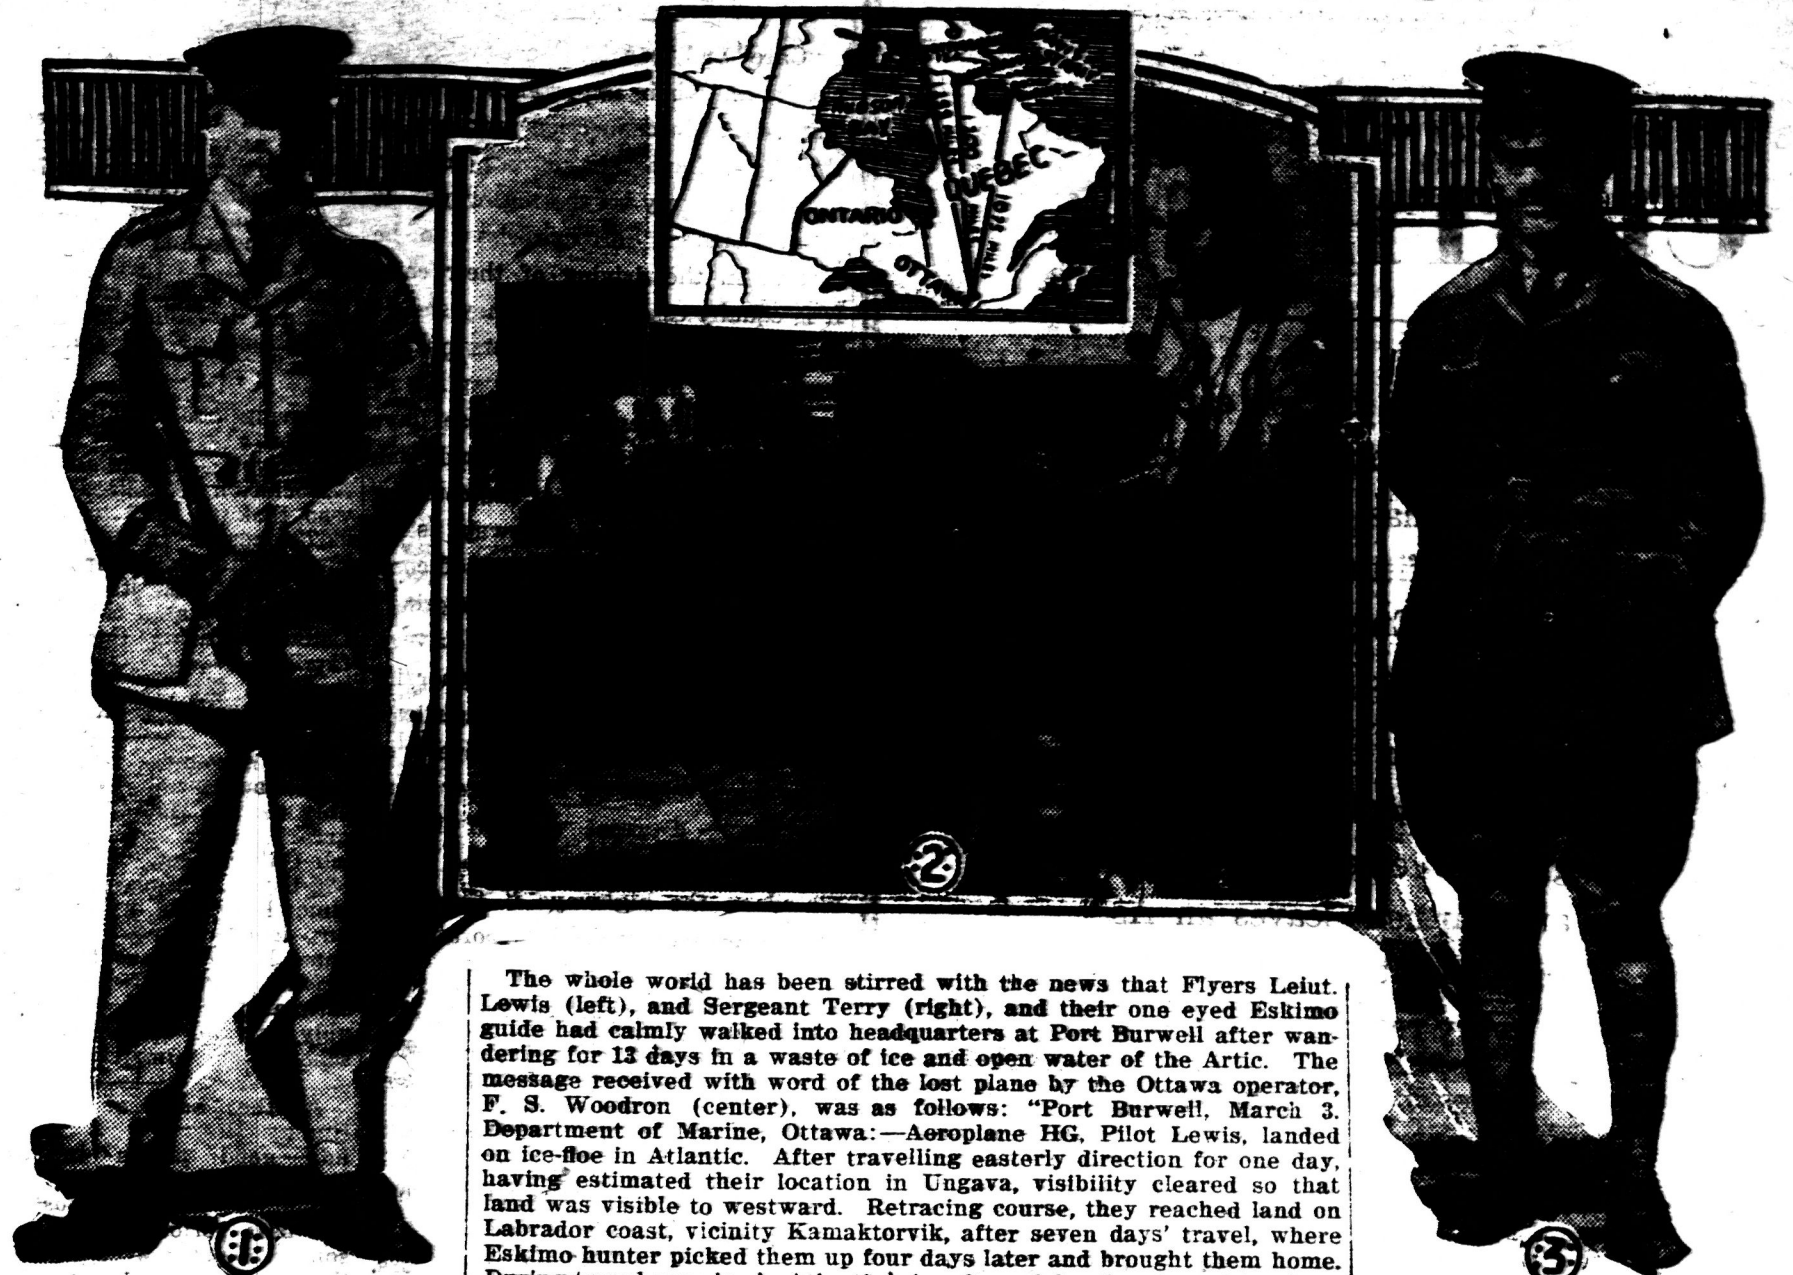 HUDSON
BAY
QUEBEC
ONTARIO
OTTAWA
1025 MILES
2
The whole world has been stirred with the news that Flyers Leiut.
Lewis (left), and Sergeant Terry (right), and their one eyed Eskimo
guide had calmly walked into headquarters at Port Burwell after wan-
dering for 13 days in a waste of ice and open water of the Artic. The
message received with word of the lost plane by the Ottawa operator,
F. S. Woodron (center), was as follows: "Port Burwell, March 3.
Department of Marine, Ottawa:—Aeroplane HG, Pilot Lewis, landed
on ice-floe in Atlantic. After travelling easterly direction for one day,
having estimated their location in Ungava, visibility cleared so that
land was visible to westward. Retracing course, they reached land on
Labrador coast, vicinity Kamaktorvik, after seven days' travel, where
Eskimo hunter picked them up four days later and brought them home.
1
3